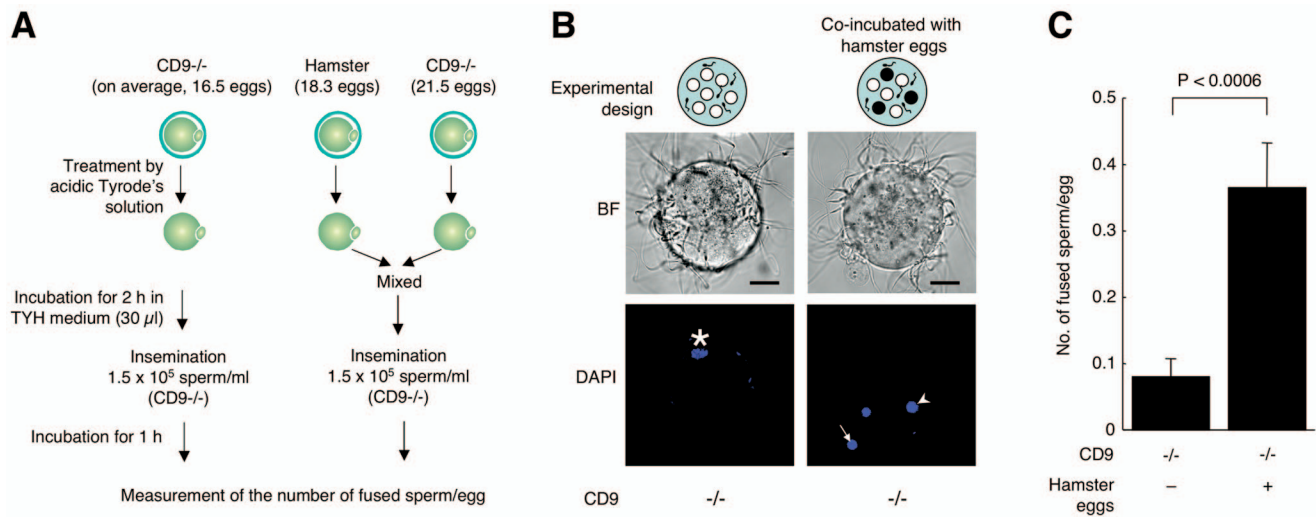 A
CD9-/-
(on average, 16.5 eggs)
Hamster
(18.3 eggs)
CD9-/-
(21.5 eggs)
Treatment by
acidic Tyrode's
solution
Mixed
Incubation for 2 h in
TYH medium (30 µl)
Insemination
1.5 x 10⁵ sperm/ml
(CD9-/-)
Insemination
1.5 x 10⁵ sperm/ml
(CD9-/-)
Incubation for 1 h
Measurement of the number of fused sperm/egg
B
Co-incubated with
hamster eggs
Experimental
design
BF
DAPI
*
CD9
-/-
-/-
C
P < 0.0006
No. of fused sperm/egg
0.5
0.4
0.3
0.2
0.1
0
CD9
-/-
-/-
Hamster
eggs
–
+